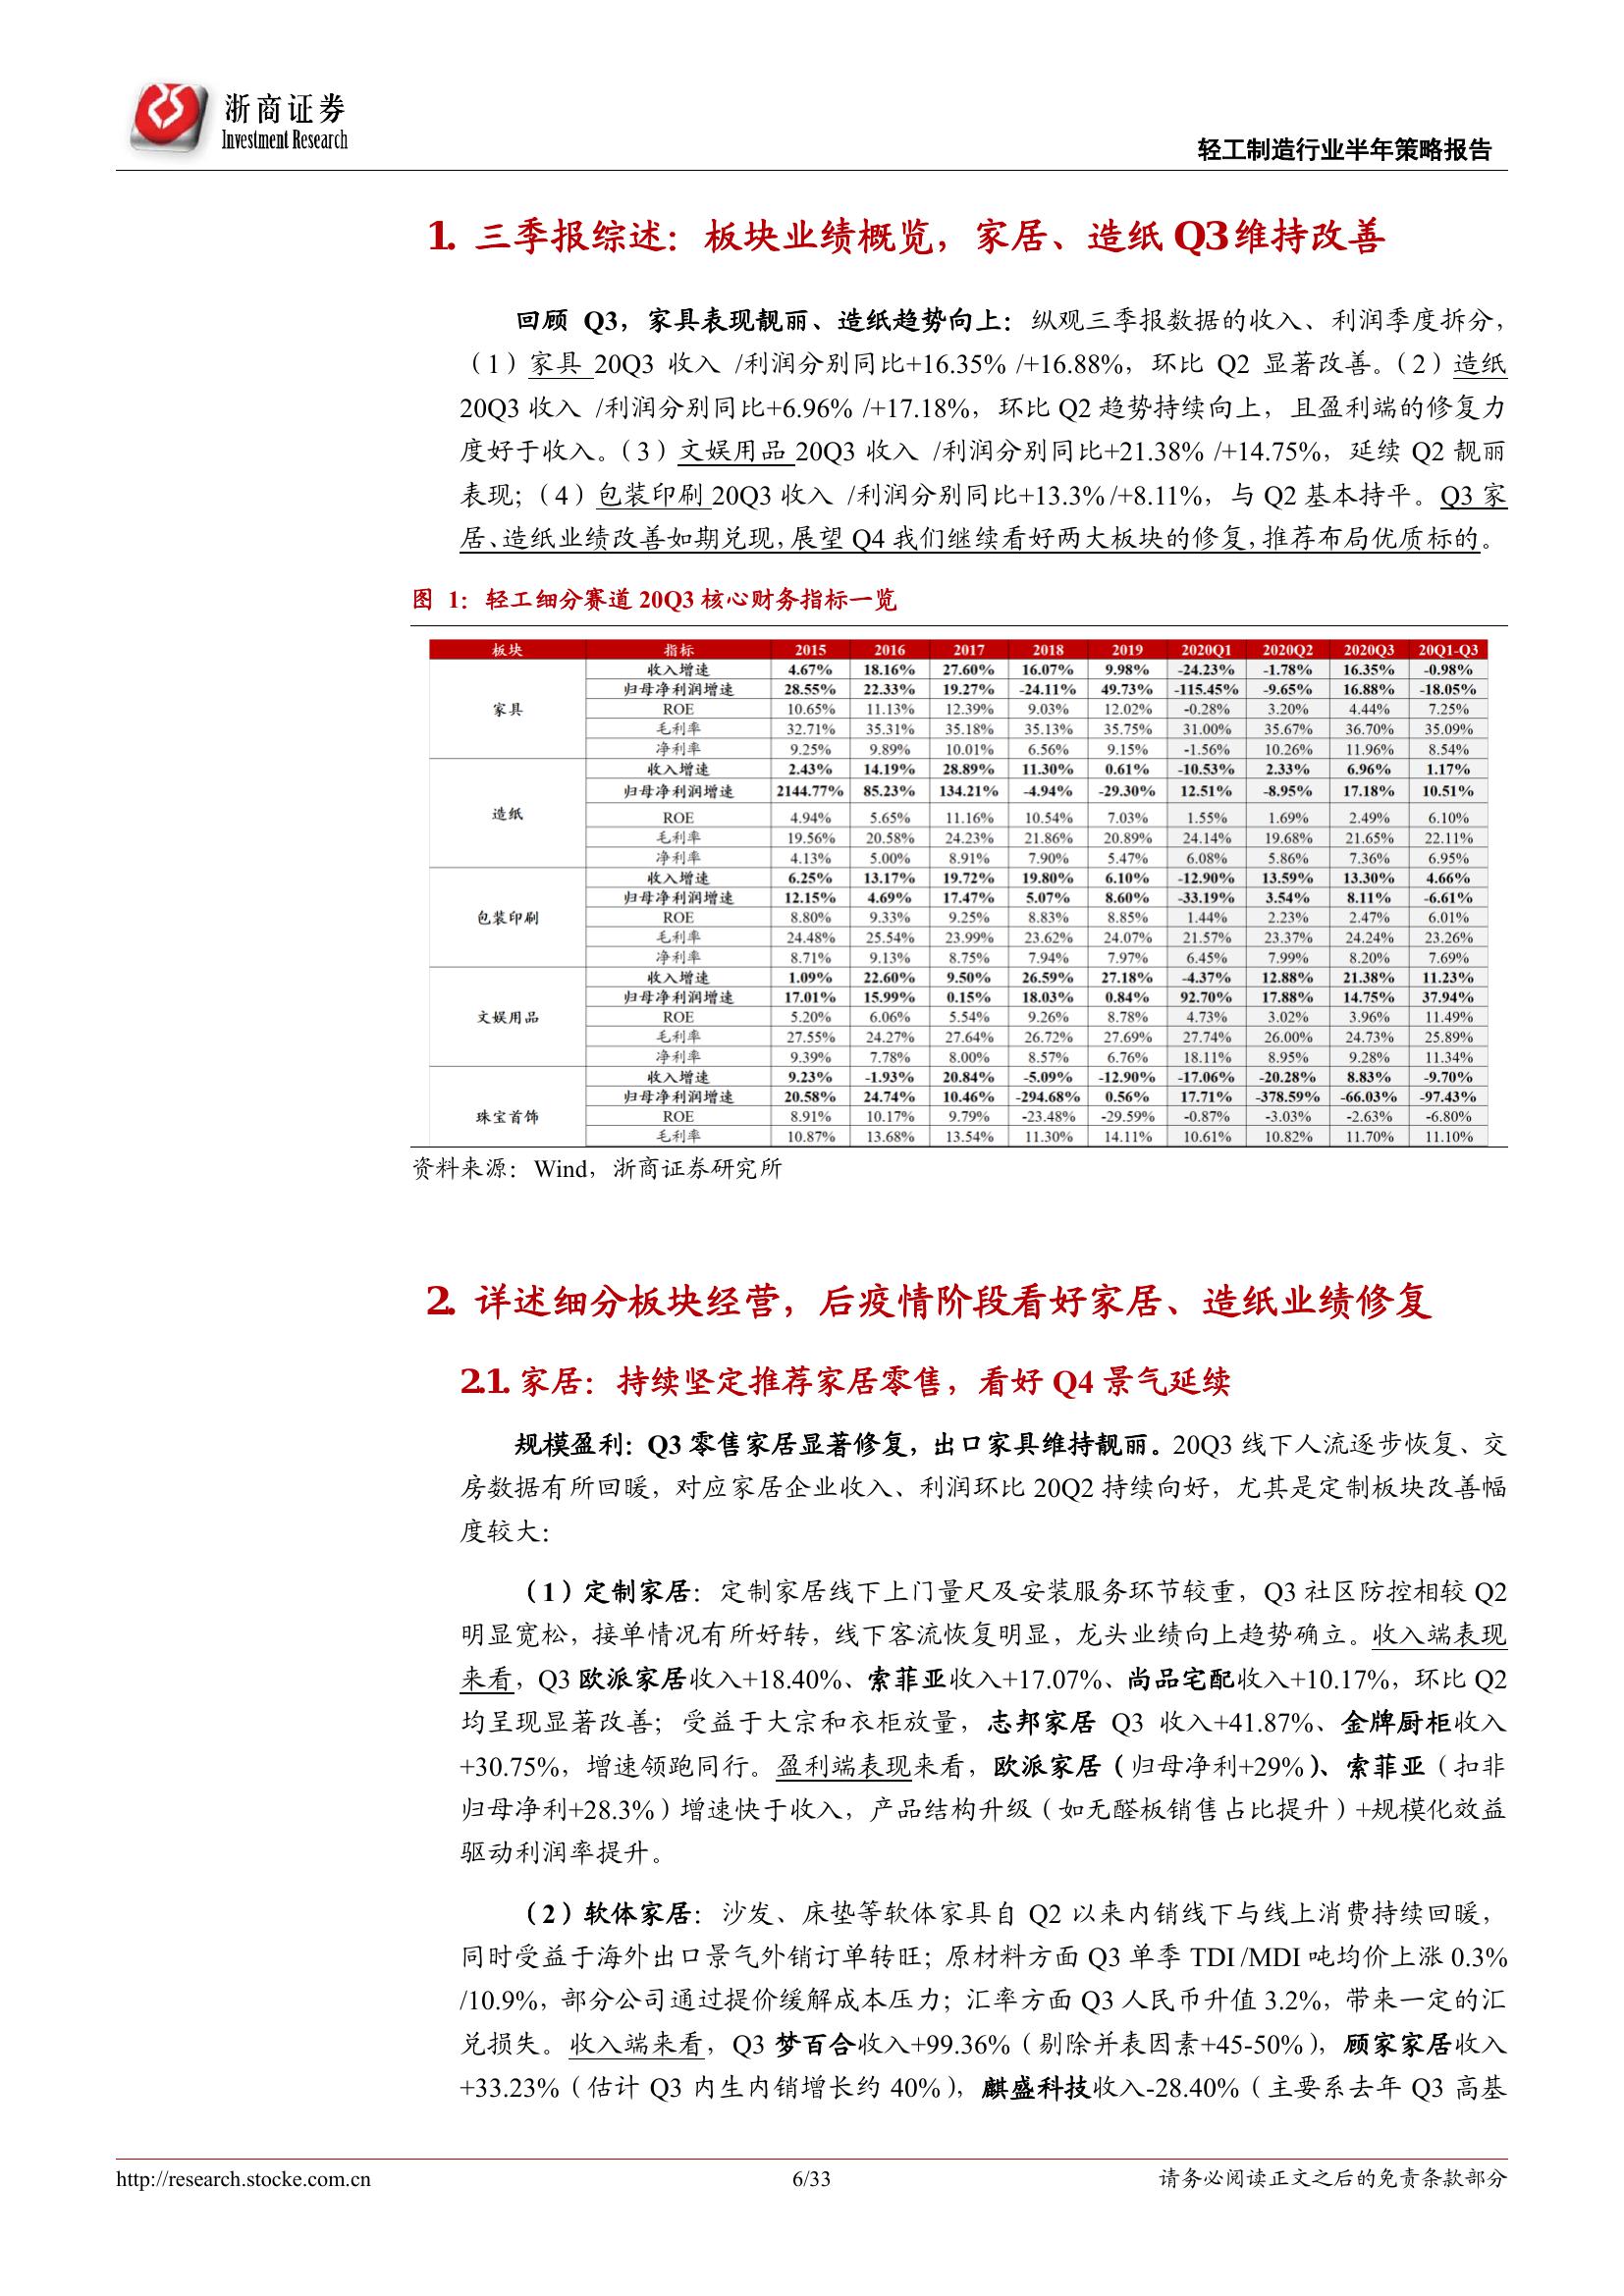 浙商证券
Investment Research
轻工制造行业半年策略报告
1. 三季报综述：板块业绩概览，家居、造纸 Q3 维持改善
回顾 Q3，家具表现靓丽、造纸趋势向上：纵观三季报数据的收入、利润季度拆分，
（1）家具 20Q3 收入 /利润分别同比+16.35% /+16.88%，环比 Q2 显著改善。（2）造纸
20Q3 收入 /利润分别同比+6.96% /+17.18%，环比 Q2 趋势持续向上，且盈利端的修复力
度好于收入。（3）文娱用品 20Q3 收入 /利润分别同比+21.38% /+14.75%，延续 Q2 靓丽
表现；（4）包装印刷 20Q3 收入 /利润分别同比+13.3% /+8.11%，与 Q2 基本持平。Q3 家
居、造纸业绩改善如期兑现，展望 Q4 我们继续看好两大板块的修复，推荐布局优质标的。
图 1：轻工细分赛道 20Q3 核心财务指标一览
板块 指标 2015 2016 2017 2018 2019 2020Q1 2020Q2 2020Q3 20Q1-Q3
家具 收入增速 4.67% 18.16% 27.60% 16.07% 9.98% -24.23% -1.78% 16.35% -0.98%
归母净利润增速 28.55% 22.33% 19.27% -24.11% 49.73% -115.45% -9.65% 16.88% -18.05%
ROE 10.65% 11.13% 12.39% 9.03% 12.02% -0.28% 3.20% 4.44% 7.25%
毛利率 32.71% 35.31% 35.18% 35.13% 35.75% 31.00% 35.67% 36.70% 35.09%
净利率 9.25% 9.89% 10.01% 6.56% 9.15% -1.56% 10.26% 11.96% 8.54%
造纸 收入增速 2.43% 14.19% 28.89% 11.30% 0.61% -10.53% 2.33% 6.96% 1.17%
归母净利润增速 2144.77% 85.23% 134.21% -4.94% -29.30% 12.51% -8.95% 17.18% 10.51%
ROE 4.94% 5.65% 11.16% 10.54% 7.03% 1.55% 1.69% 2.49% 6.10%
毛利率 19.56% 20.58% 24.23% 21.86% 20.89% 24.14% 19.68% 21.65% 22.11%
净利率 4.13% 5.00% 8.91% 7.90% 5.47% 6.08% 5.86% 7.36% 6.95%
包装印刷 收入增速 6.25% 13.17% 19.72% 19.80% 6.10% -12.90% 13.59% 13.30% 4.66%
归母净利润增速 12.15% 4.69% 17.47% 5.07% 8.60% -33.19% 3.54% 8.11% -6.61%
ROE 8.80% 9.33% 9.25% 8.83% 8.85% 1.44% 2.23% 2.47% 6.01%
毛利率 24.48% 25.54% 23.99% 23.62% 24.07% 21.57% 23.37% 24.24% 23.26%
净利率 8.71% 9.13% 8.75% 7.94% 7.97% 6.45% 7.99% 8.20% 7.69%
文娱用品 收入增速 1.09% 22.60% 9.50% 26.59% 27.18% -4.37% 12.88% 21.38% 11.23%
归母净利润增速 17.01% 15.99% 0.15% 18.03% 0.84% 92.70% 17.88% 14.75% 37.94%
ROE 5.20% 6.06% 5.54% 9.26% 8.78% 4.73% 3.02% 3.96% 11.49%
毛利率 27.55% 24.27% 27.64% 26.72% 27.69% 27.74% 26.00% 24.73% 25.89%
净利率 9.39% 7.78% 8.00% 8.57% 6.76% 18.11% 8.95% 9.28% 11.34%
珠宝首饰 收入增速 9.23% -1.93% 20.84% -5.09% -12.90% -17.06% -20.28% 8.83% -9.70%
归母净利润增速 20.58% 24.74% 10.46% -294.68% 0.56% 17.71% -378.59% -66.03% -97.43%
ROE 8.91% 10.17% 9.79% -23.48% -29.59% -0.87% -3.03% -2.63% -6.80%
毛利率 10.87% 13.68% 13.54% 11.30% 14.11% 10.61% 10.82% 11.70% 11.10%
资料来源：Wind，浙商证券研究所
2. 详述细分板块经营，后疫情阶段看好家居、造纸业绩修复
2.1. 家居：持续坚定推荐家居零售，看好 Q4 景气延续
规模盈利：Q3 零售家居显著修复，出口家具维持靓丽。20Q3 线下人流逐步恢复、交
房数据有所回暖，对应家居企业收入、利润环比 20Q2 持续向好，尤其是定制板块改善幅
度较大：
（1）定制家居：定制家居线下上门量尺及安装服务环节较重，Q3 社区防控相较 Q2
明显宽松，接单情况有所好转，线下客流恢复明显，龙头业绩向上趋势确立。收入端表现
来看，Q3 欧派家居收入+18.40%、索菲亚收入+17.07%、尚品宅配收入+10.17%，环比 Q2
均呈现显著改善；受益于大宗和衣柜放量，志邦家居 Q3 收入+41.87%、金牌厨柜收入
+30.75%，增速领跑同行。盈利端表现来看，欧派家居（归母净利+29%）、索菲亚（扣非
归母净利+28.3%）增速快于收入，产品结构升级（如无醛板销售占比提升）+规模化效益
驱动利润率提升。
（2）软体家居：沙发、床垫等软体家具自 Q2 以来内销线下与线上消费持续回暖，
同时受益于海外出口景气外销订单转旺；原材料方面 Q3 单季 TDI /MDI 吨均价上涨 0.3%
/10.9%，部分公司通过提价缓解成本压力；汇率方面 Q3 人民币升值 3.2%，带来一定的汇
兑损失。收入端来看，Q3 梦百合收入+99.36%（剔除并表因素+45-50%），顾家家居收入
+33.23%（估计 Q3 内生内销增长约 40%），麒盛科技收入-28.40%（主要系去年 Q3 高基
http://research.stocke.com.cn
6/33
请务必阅读正文之后的免责条款部分